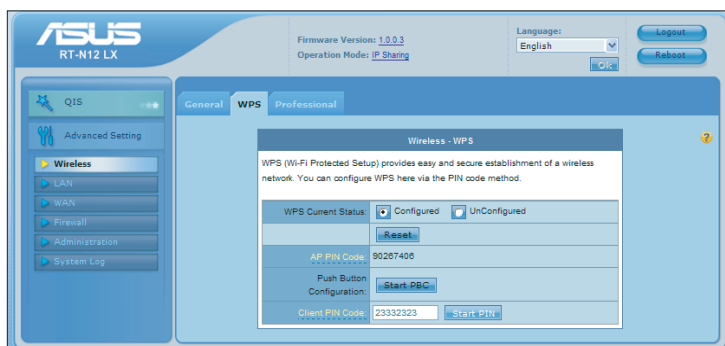 ASUS
RT-N12 LX
Firmware Version: 1.0.0.3
Operation Mode: IP Sharing
Language:
English
Ok
Logout
Reboot
QIS
Advanced Setting
Wireless
LAN
WAN
Firewall
Administration
System Log
General WPS Professional
Wireless - WPS
WPS (Wi-Fi Protected Setup) provides easy and secure establishment of a wireless
network. You can configure WPS here via the PIN code method.
WPS Current Status: Configured UnConfigured
Reset
AP PIN Code: 90267406
Push Button
Configuration: Start PBC
Client PIN Code: 23332323 Start PIN
?